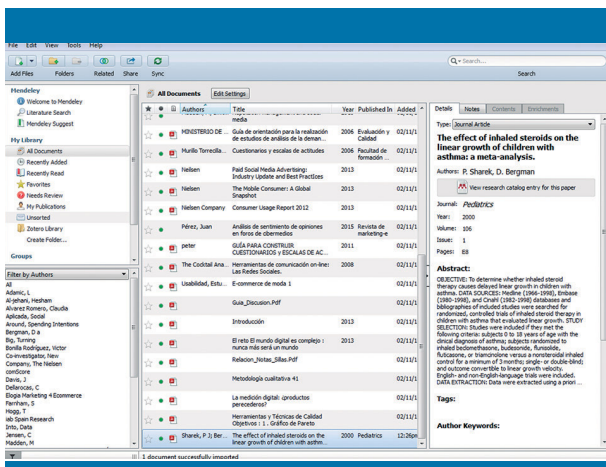 File Edit View Tools Help
Search...
Add Files Folders Related Share Sync Search
Mendeley
Welcome to Mendeley
Literature Search
Mendeley Suggest
My Library
All Documents
Recently Added
Recently Read
Favorites
Needs Review
My Publications
Unsorted
Zotero Library
Create Folder...
Groups
Filter by Authors
All
Adamic, L
Al-jehani, Hesham
Alvarez Romero, Claudia
Aplicada, Social
Around, Spending Intentions
Bergman, D a
Big, Turning
Bonilla Rodriguez, Victor
Co-investigator, New
Company, The Nielsen
comScore
Davis, J
Dellarocas, C
Elogia Marketing 4 Ecommerce
Farnham, S
Hogg, T
iab Spain Research
Into, Data
Jensen, C
Madden, M
All Documents Edit Settings
Authors Title Year Published In Added
media
MINISTERIO DE ... Guía de orientación para la realización de estudios de análisis de la deman... 2006 Evaluación y Calidad 02/11/1
Murillo Torrecilla... Cuestionarios y escalas de actitudes 2006 Facultad de formación ... 02/11/1
Nielsen Paid Social Media Advertising: Industry Update and Best Practices 2013 02/11/1
Nielsen The Mobile Consumer: A Global Snapshot 2013 02/11/1
Nielsen Company Consumer Usage Report 2012 2013 02/11/1
Pérez, Juan Análisis de sentimiento de opiniones en foros de cibermedios 2015 Revista de marketing-e 02/11/1
peter GUÍA PARA CONSTRUIR CUESTIONARIOS Y ESCALAS DE AC... 2011 02/11/1
The Cocktail Ana... Herramientas de comunicación on-line: Las Redes Sociales. 2008 02/11/1
Usabilidad, Estu... E-commerce de moda 1 02/11/1
Guia_Discusion.Pdf 02/11/1
Introducción 2013 02/11/1
El reto El mundo digital es complejo : nunca más será un mundo 2013 02/11/1
Relacion_Notas_Sillas.Pdf 02/11/1
Metodología cualitativa 41 02/11/1
La medición digital: ¿productos perecederos? 02/11/1
Herramientas y Técnicas de Calidad Objetivos : 1 . Gráfico de Pareto 02/11/1
Sharek, P J; Ber... The effect of inhaled steroids on the linear growth of children with asthm... 2000 Pediatrics 12:26pm
1 document successfully imported
Details Notes Contents Enrichments
Type: Journal Article
The effect of inhaled steroids on the
linear growth of children with
asthma: a meta-analysis.
Authors: P. Sharek, D. Bergman
View research catalog entry for this paper
Journal: Pediatrics
Year: 2000
Volume: 106
Issue: 1
Pages: E8
Abstract:
OBJECTIVE: To determine whether inhaled steroid
therapy causes delayed linear growth in children with
asthma. DATA SOURCES: Medline (1966-1998), Embase
(1980-1998), and Cinahl (1982-1998) databases and
bibliographies of included studies were searched for
randomized, controlled trials of inhaled steroid therapy in
children with asthma that evaluated linear growth. STUDY
SELECTION: Studies were included if they met the
following criteria: subjects 0 to 18 years of age with the
clinical diagnosis of asthma; subjects randomized to
inhaled beclomethasone, budesonide, flunisolide,
fluticasone, or triamcinolone versus a nonsteroidal inhaled
control for a minimum of 3 months; single- or double-blind;
and outcome convertible to linear growth velocity.
English- and non-English-language trials were included.
DATA EXTRACTION: Data were extracted using a priori ...
Tags:
Author Keywords: